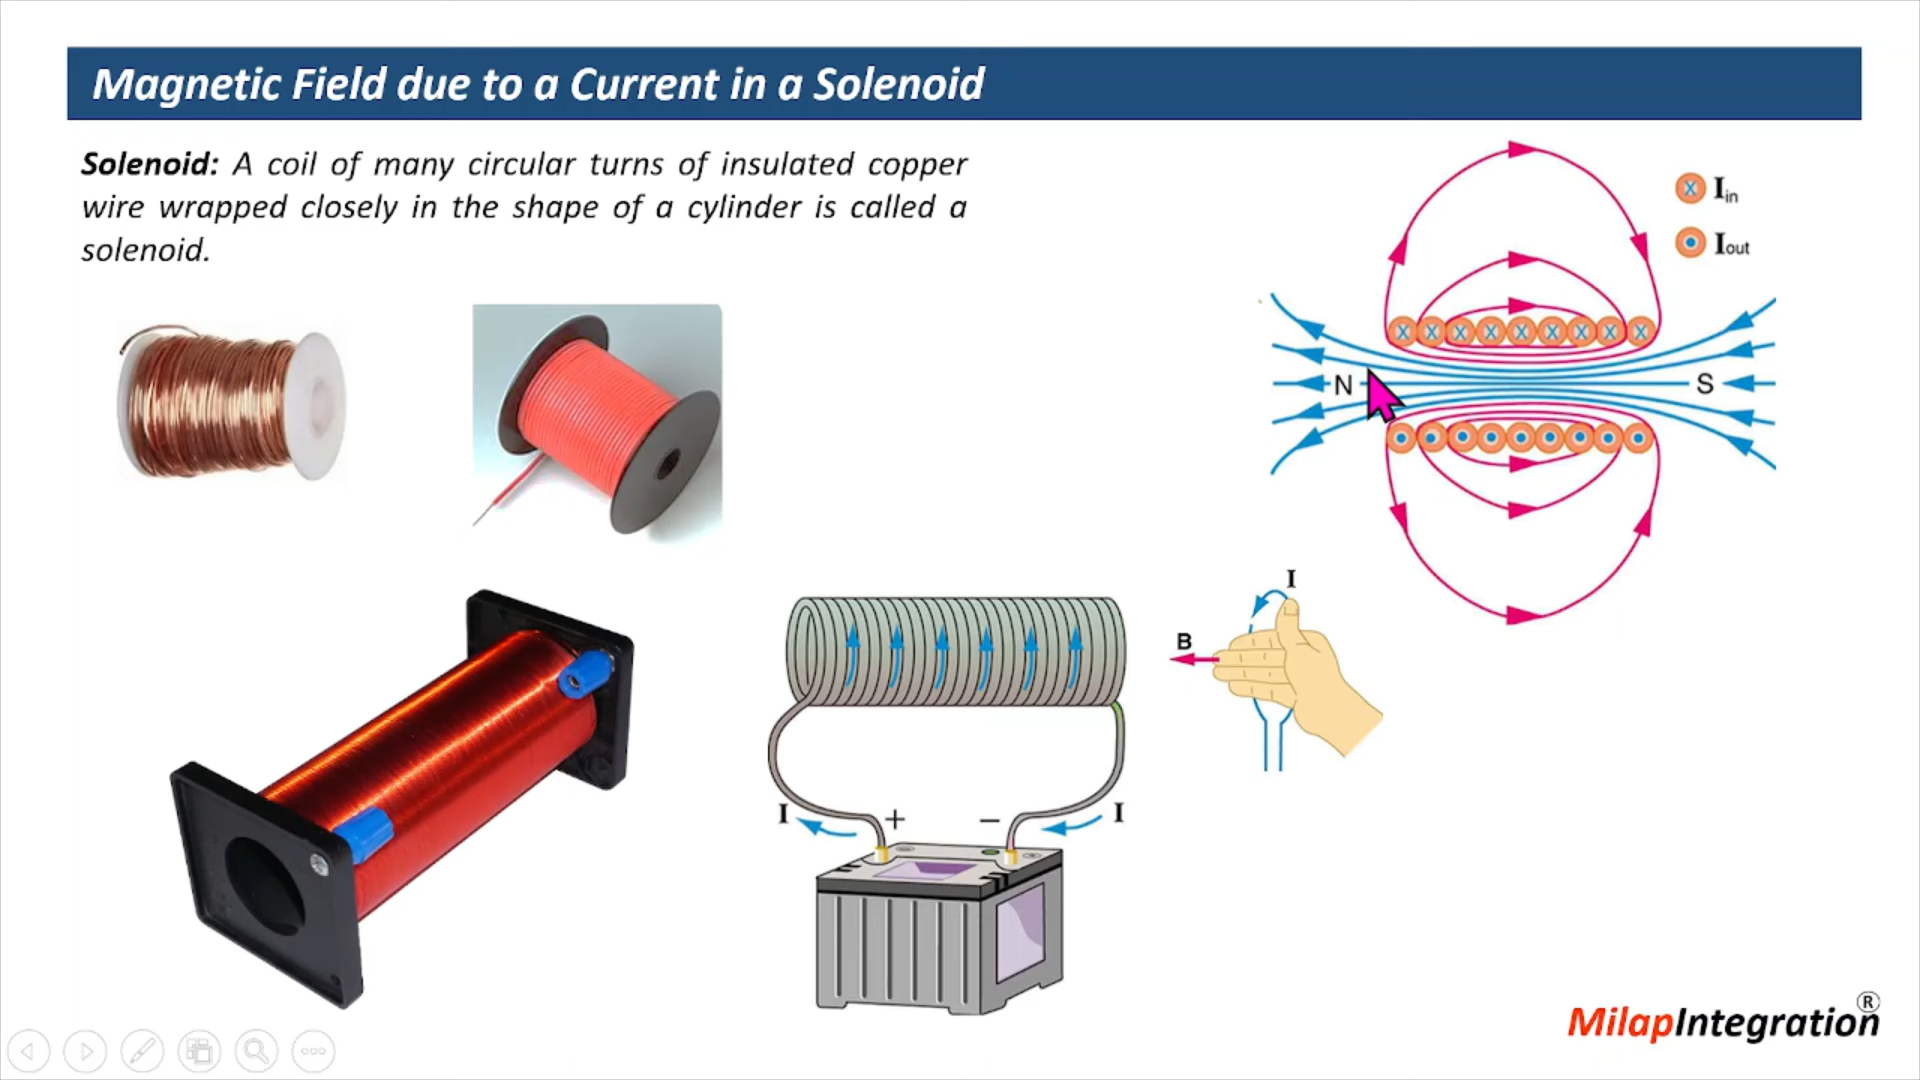 Magnetic Field due to a Current in a Solenoid
Solenoid: A coil of many circular turns of insulated copper
wire wrapped closely in the shape of a cylinder is called a
solenoid.
Iin
Iout
N
S
I
B
I
+
−
I
MilapIntegration®